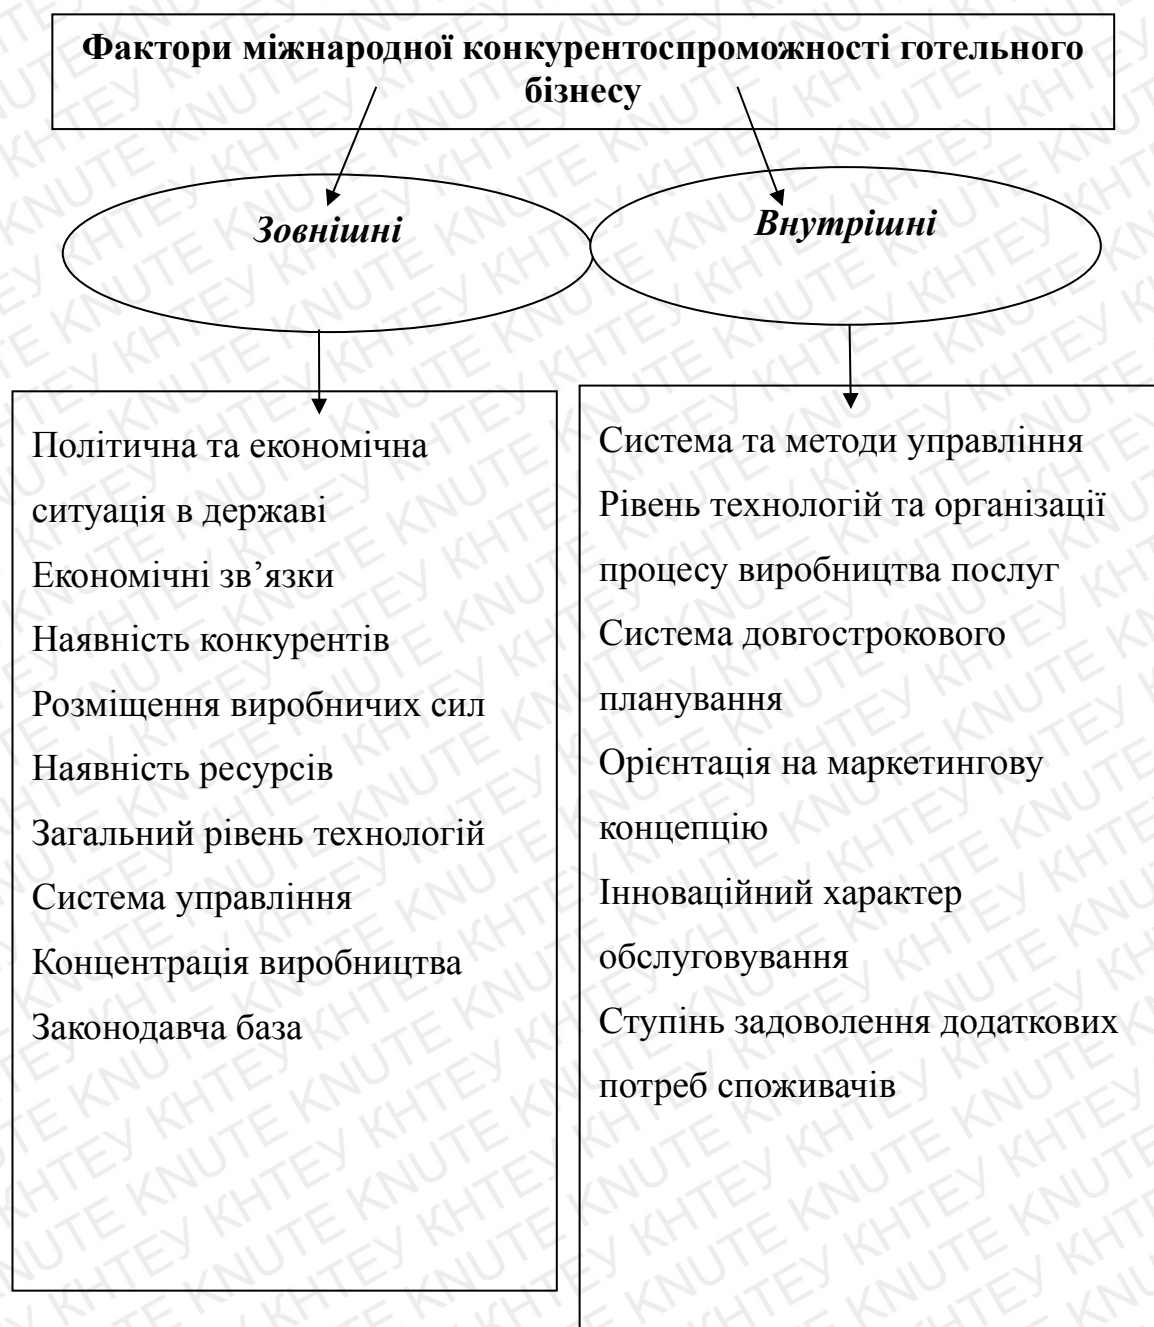 Фактори міжнародної конкурентоспроможності готельного
бізнесу
Зовнішні
Внутрішні
Політична та економічна
ситуація в державі
Економічні зв’язки
Наявність конкурентів
Розміщення виробничих сил
Наявність ресурсів
Загальний рівень технологій
Система управління
Концентрація виробництва
Законодавча база
Система та методи управління
Рівень технологій та організації
процесу виробництва послуг
Система довгострокового
планування
Орієнтація на маркетингову
концепцію
Інноваційний характер
обслуговування
Ступінь задоволення додаткових
потреб споживачів